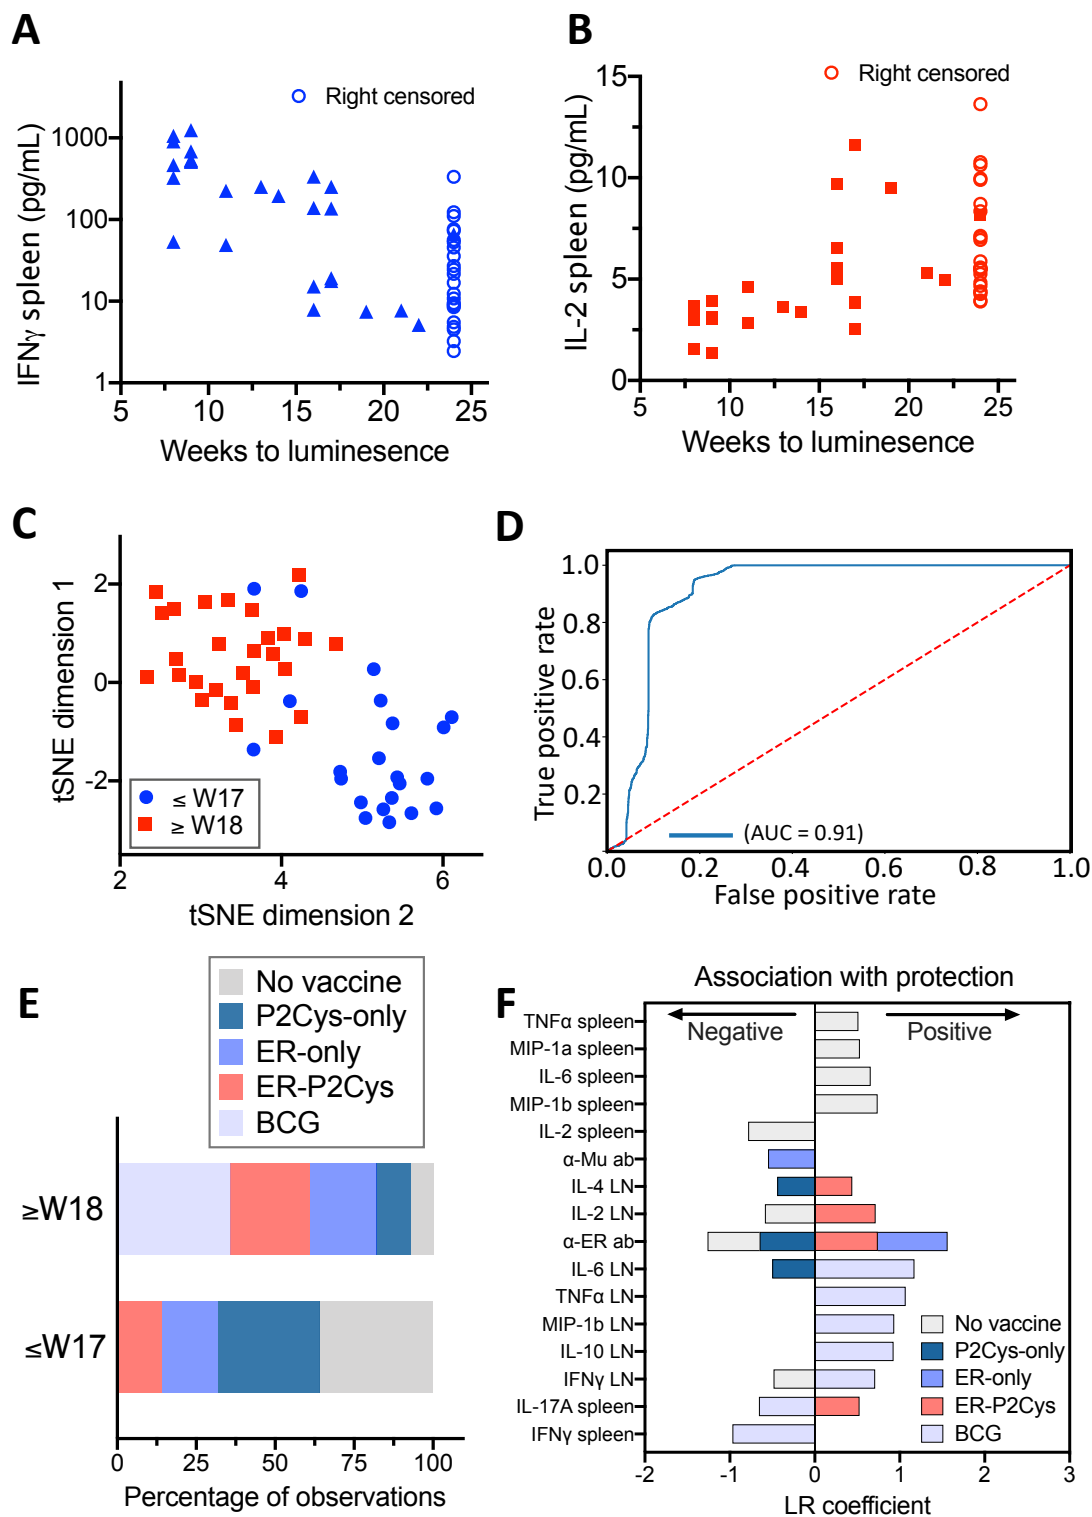 A
Right censored
IFNγ spleen (pg/mL)
1000
100
10
1
5
10
15
20
25
Weeks to luminesence
B
Right censored
IL-2 spleen (pg/mL)
15
10
5
0
5
10
15
20
25
Weeks to luminesence
C
tSNE dimension 1
2
0
-2
≤ W17
≥ W18
2
4
6
tSNE dimension 2
D
True positive rate
1.0
0.8
0.6
0.4
0.2
(AUC = 0.91)
0.0
0.2
0.4
0.6
0.8
1.0
False positive rate
E
No vaccine
P2Cys-only
ER-only
ER-P2Cys
BCG
≥W18
≤W17
0
25
50
75
100
Percentage of observations
F
Association with protection
Negative
Positive
TNFα spleen
MIP-1a spleen
IL-6 spleen
MIP-1b spleen
IL-2 spleen
α-Mu ab
IL-4 LN
IL-2 LN
α-ER ab
IL-6 LN
TNFα LN
MIP-1b LN
IL-10 LN
IFNγ LN
IL-17A spleen
IFNγ spleen
No vaccine
P2Cys-only
ER-only
ER-P2Cys
BCG
-2
-1
0
1
2
3
LR coefficient